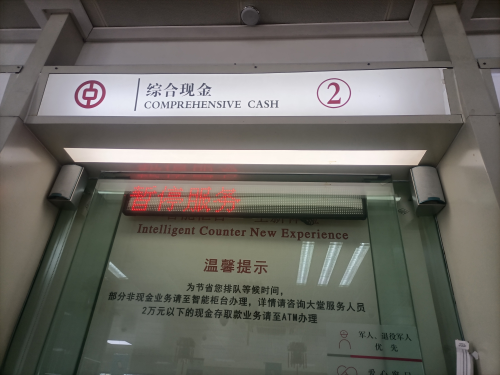 综合现金
COMPREHENSIVE CASH
2
暂停服务
Intelligent Counter New Experience
温馨提示
为节省您排队等候时间，
部分非现金业务请至智能柜台办理，详情请咨询大堂服务人员
2万元以下的现金存取款业务请至ATM办理
军人、退役军人
优先